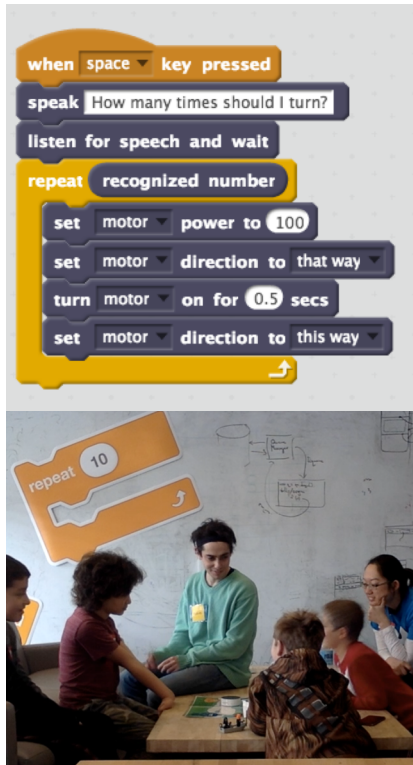 when space key pressed
speak How many times should I turn?
listen for speech and wait
repeat recognized number
set motor power to 100
set motor direction to that way
turn motor on for 0.5 secs
set motor direction to this way
repeat 10